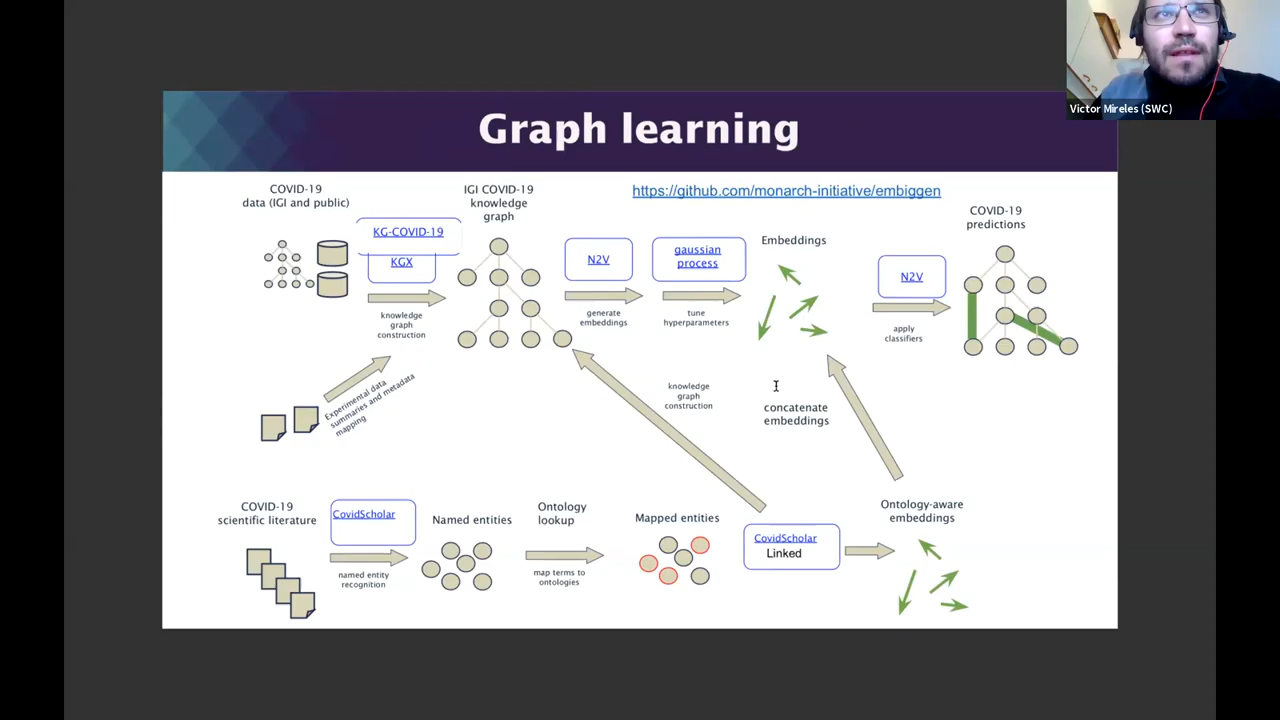 Victor Mireles (SWC)
Graph learning
https://github.com/monarch-initiative/embiggen
COVID-19
data (IGI and public)
KG-COVID-19
KGX
knowledge
graph
construction
IGI COVID-19
knowledge
graph
N2V
generate
embeddings
gaussian
process
tune
hyperparameters
Embeddings
N2V
apply
classifiers
COVID-19
predictions
Experimental data
summaries and metadata
mapping
knowledge
graph
construction
concatenate
embeddings
COVID-19
scientific literature
CovidScholar
named entity
recognition
Named entities
Ontology
lookup
map terms to
ontologies
Mapped entities
CovidScholar
Linked
Ontology-aware
embeddings